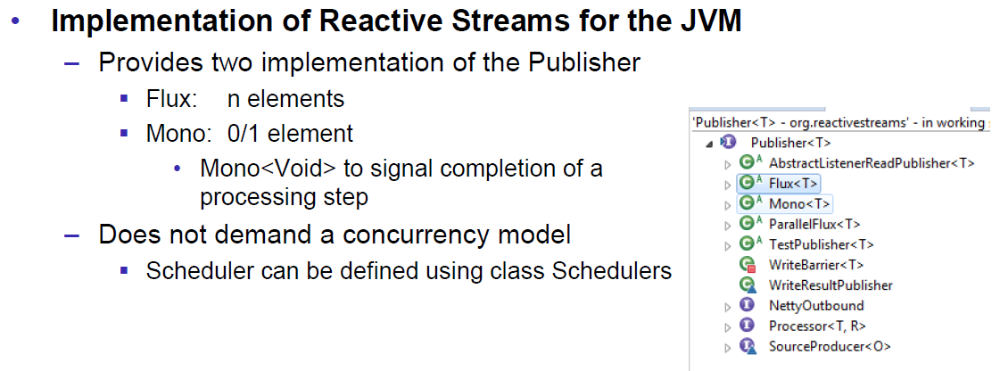 • Implementation of Reactive Streams for the JVM
– Provides two implementation of the Publisher
▪ Flux: n elements
▪ Mono: 0/1 element
• Mono<Void> to signal completion of a
processing step
– Does not demand a concurrency model
▪ Scheduler can be defined using class Schedulers
'Publisher<T> - org.reactivestreams' - in working
Publisher<T>
AbstractListenerReadPublisher<T>
Flux<T>
Mono<T>
ParallelFlux<T>
TestPublisher<T>
WriteBarrier<T>
WriteResultPublisher
NettyOutbound
Processor<T, R>
SourceProducer<O>